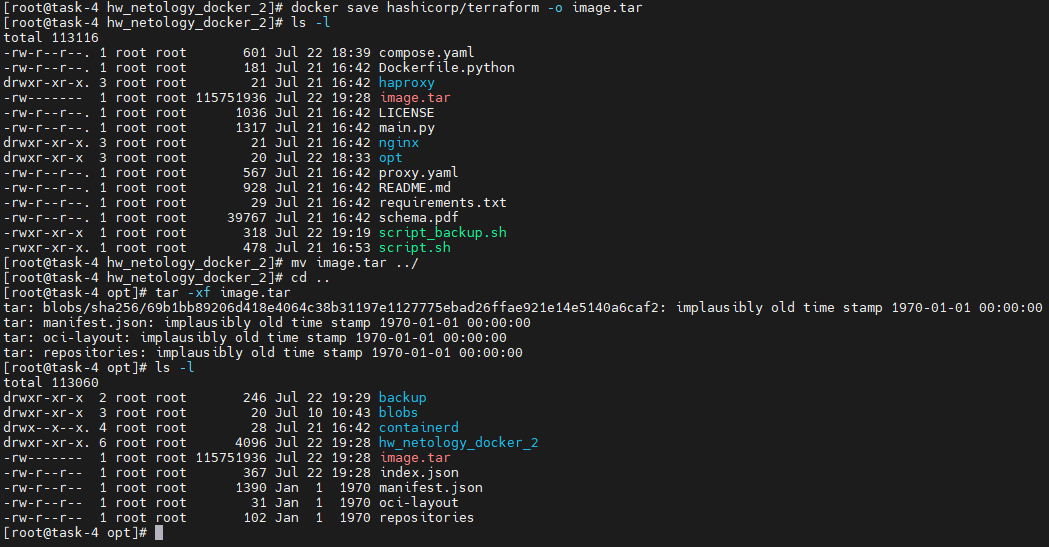 [root@task-4 hw_netology_docker_2]# docker save hashicorp/terraform -o image.tar
[root@task-4 hw_netology_docker_2]# ls -l
total 113116
-rw-r--r--. 1 root root       601 Jul 22 18:39 compose.yaml
-rw-r--r--. 1 root root       181 Jul 21 16:42 Dockerfile.python
drwxr-xr-x. 3 root root        21 Jul 21 16:42 haproxy
-rw-------  1 root root 115751936 Jul 22 19:28 image.tar
-rw-r--r--. 1 root root      1036 Jul 21 16:42 LICENSE
-rw-r--r--. 1 root root      1317 Jul 21 16:42 main.py
drwxr-xr-x. 3 root root        21 Jul 21 16:42 nginx
drwxr-xr-x  3 root root        20 Jul 22 18:33 opt
-rw-r--r--. 1 root root       567 Jul 21 16:42 proxy.yaml
-rw-r--r--. 1 root root       928 Jul 21 16:42 README.md
-rw-r--r--. 1 root root        29 Jul 21 16:42 requirements.txt
-rw-r--r--. 1 root root     39767 Jul 21 16:42 schema.pdf
-rwxr-xr-x  1 root root       318 Jul 22 19:19 script_backup.sh
-rwxr-xr-x. 1 root root       478 Jul 21 16:53 script.sh
[root@task-4 hw_netology_docker_2]# mv image.tar ../
[root@task-4 hw_netology_docker_2]# cd ..
[root@task-4 opt]# tar -xf image.tar
tar: blobs/sha256/69b1bb89206d418e4064c38b31197e1127775ebad26ffae921e14e5140a6caf2: implausibly old time stamp 1970-01-01 00:00:00
tar: manifest.json: implausibly old time stamp 1970-01-01 00:00:00
tar: oci-layout: implausibly old time stamp 1970-01-01 00:00:00
tar: repositories: implausibly old time stamp 1970-01-01 00:00:00
[root@task-4 opt]# ls -l
total 113060
drwxr-xr-x  2 root root       246 Jul 22 19:29 backup
drwxr-xr-x  3 root root        20 Jul 10 10:43 blobs
drwx--x--x. 4 root root        28 Jul 21 16:42 containerd
drwxr-xr-x. 6 root root      4096 Jul 22 19:28 hw_netology_docker_2
-rw-------  1 root root 115751936 Jul 22 19:28 image.tar
-rw-r--r--  1 root root       367 Jul 22 19:28 index.json
-rw-r--r--  1 root root      1390 Jan  1  1970 manifest.json
-rw-r--r--  1 root root        31 Jan  1  1970 oci-layout
-rw-r--r--  1 root root       102 Jan  1  1970 repositories
[root@task-4 opt]#